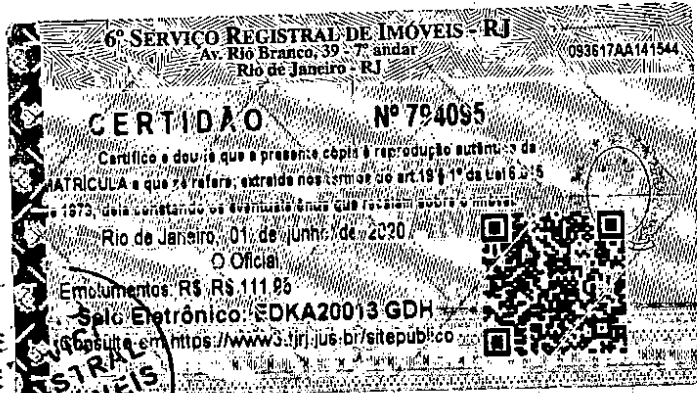 6º SERVIÇO REGISTRAL DE IMÓVEIS - RJ
Av. Rio Branco, 39 - 7º andar
Rio de Janeiro - RJ
093617AA141544
CERTIDÃO Nº 794095
Certifico e dou fé que a presente cópia é reprodução autêntica da
MATRÍCULA a que se refere, extraída nos termos do art.19 § 1º da Lei 6.015
de 1973, dela constando os eventuais ônus que recaiam sobre o imóvel.
Rio de Janeiro, 01 de junho de 2020
O Oficial
Emolumentos: R$ R$ 111,95
Selo Eletrônico: EDKA20013 GDH
Consulte em https://www3.tjrj.jus.br/sitepublico